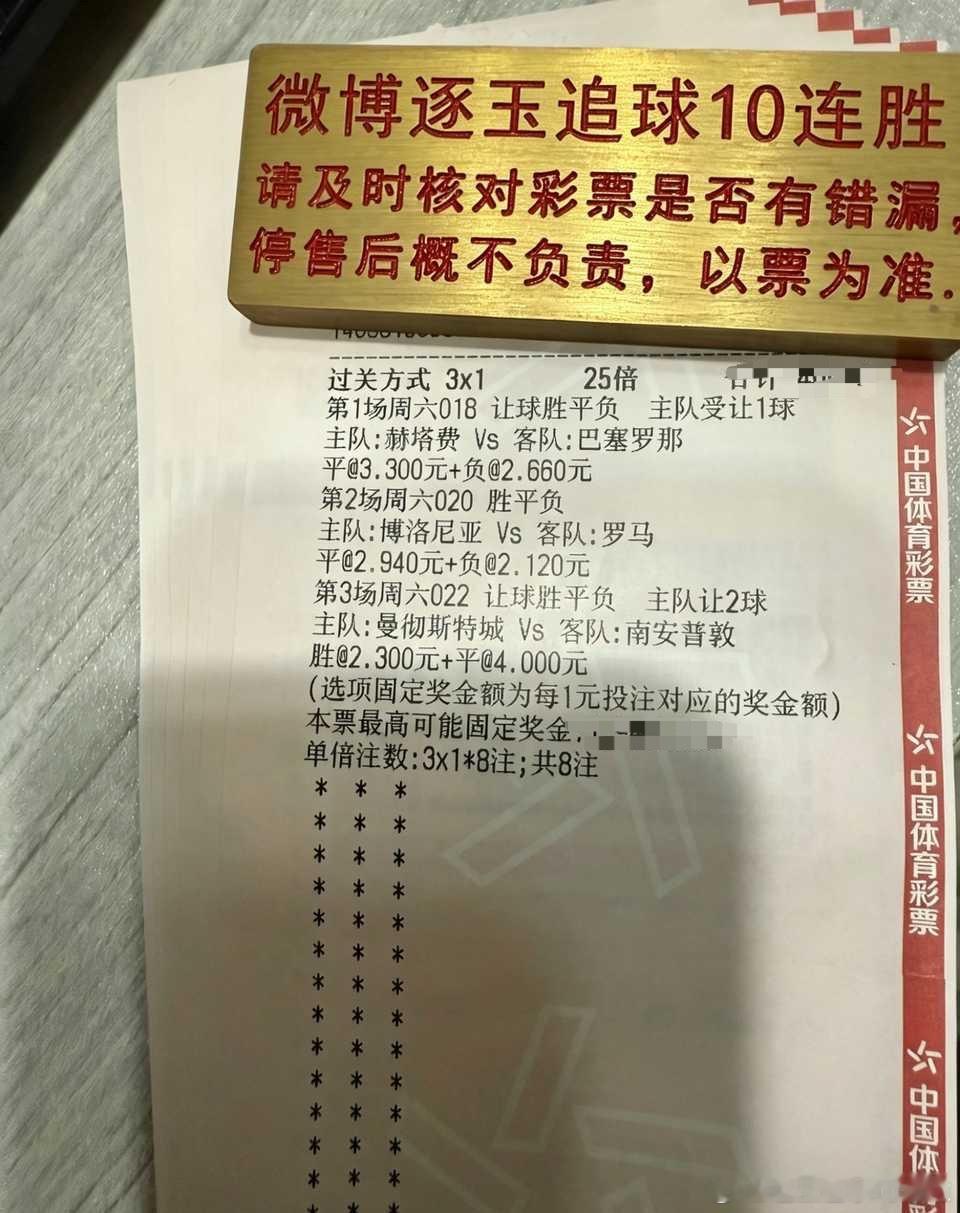 微博逐玉追球10连胜
请及时核对彩票是否有错漏,
停售后概不负责，以票为准.
过关方式 3x1 25倍 合计
第1场周六018 让球胜平负 主队受让1球
主队:赫塔费 Vs 客队:巴塞罗那
平@3.300元+负@2.660元
第2场周六020 胜平负
主队:博洛尼亚 Vs 客队:罗马
平@2.940元+负@2.120元
第3场周六022 让球胜平负 主队让2球
主队:曼彻斯特城 Vs 客队:南安普敦
胜@2.300元+平@4.000元
(选项固定奖金额为每1元投注对应的奖金额)
本票最高可能固定奖金
单倍注数:3x1*8注;共8注
* * *
* * *
* * *
* * *
* * *
* * *
* * *
* * *
* * *
* * *
* * *
* * *
* * *
* * *
中国体育彩票
中国体育彩票
中国体